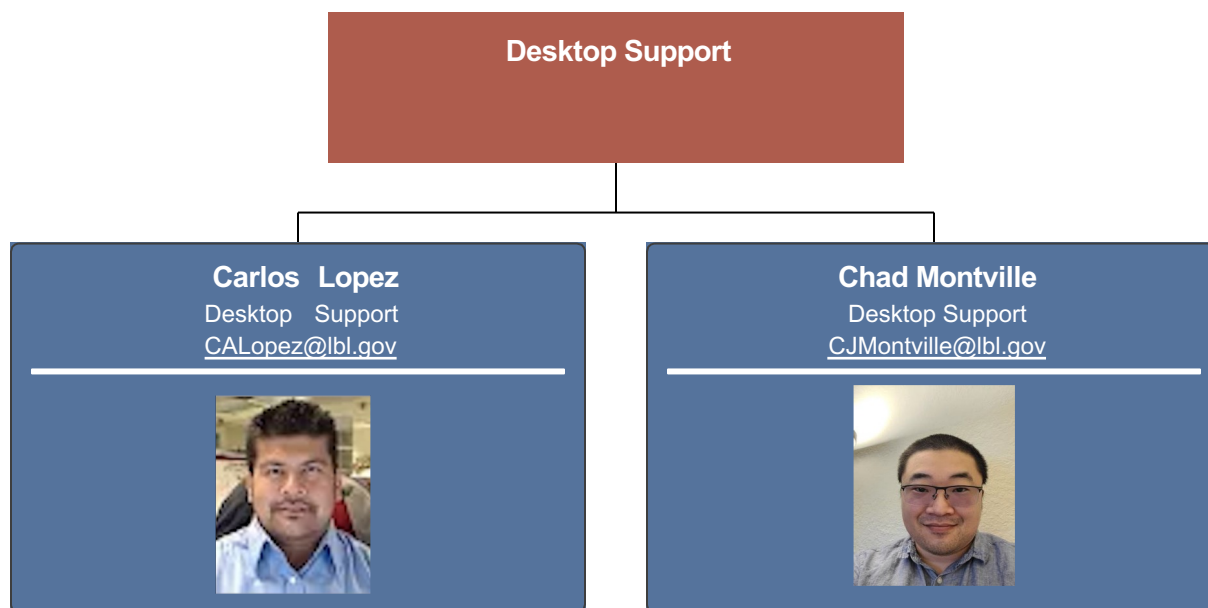 Desktop Support
Carlos Lopez
Desktop Support
CALopez@lbl.gov
Chad Montville
Desktop Support
CJMontville@lbl.gov